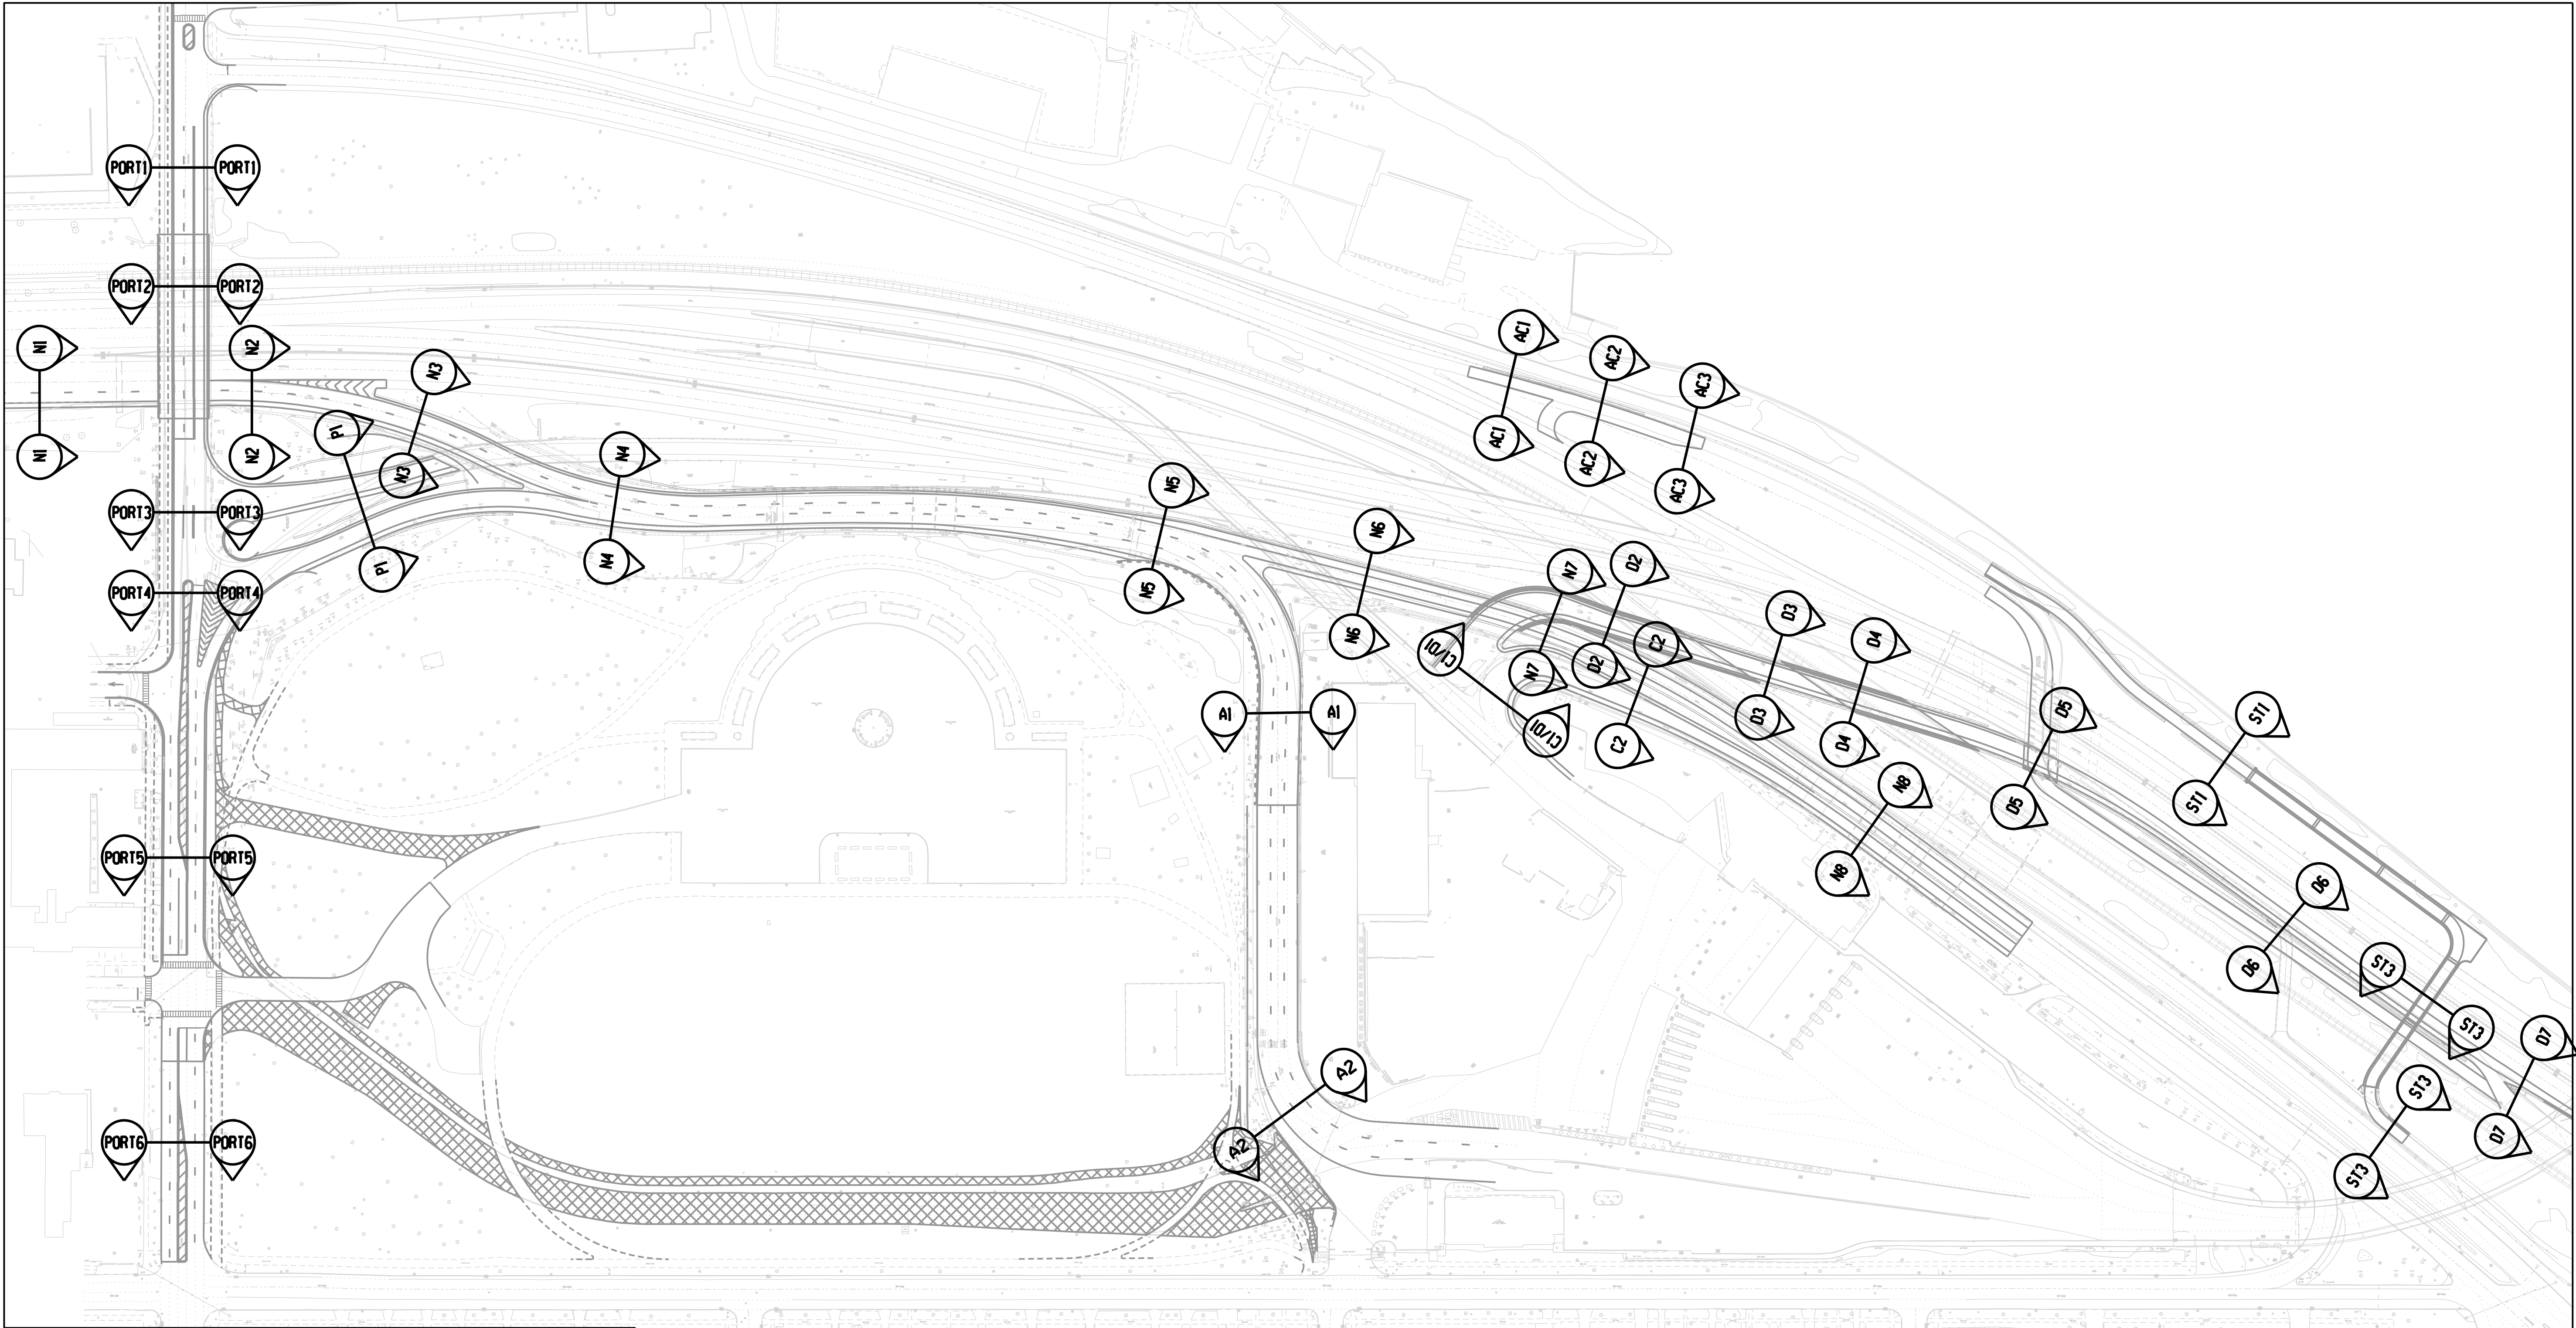 PORT1 PORT1
PORT2 PORT2
N1 N2 AC1
AC2
N3 AC3
P1 AC1
N1 N2 N4 AC2
N3 N5 AC3
PORT3 PORT3 N6
N4 P1 N7 D2
PORT4 PORT4 N5 D3
N6 C1/D1 D2 C2 D4
N7
A1 A1 D3 D5 ST1
C1/D1 C2 D4
N8 D5 ST1
PORT5 PORT5 N8 D6
D6 ST3
ST3 D7
A2 ST3
PORT6 PORT6 A2 D7
ST3